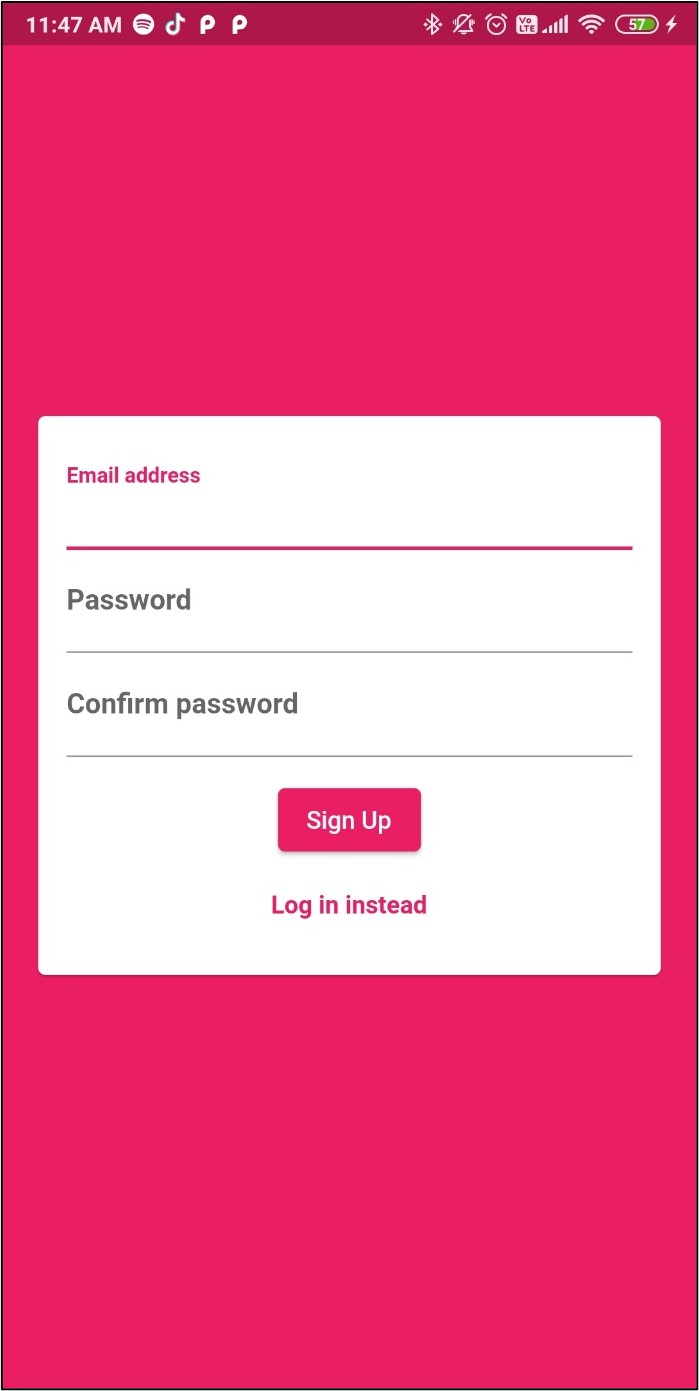 11:47 AM
Vo LTE
57
Email address
Password
Confirm password
Sign Up
Log in instead